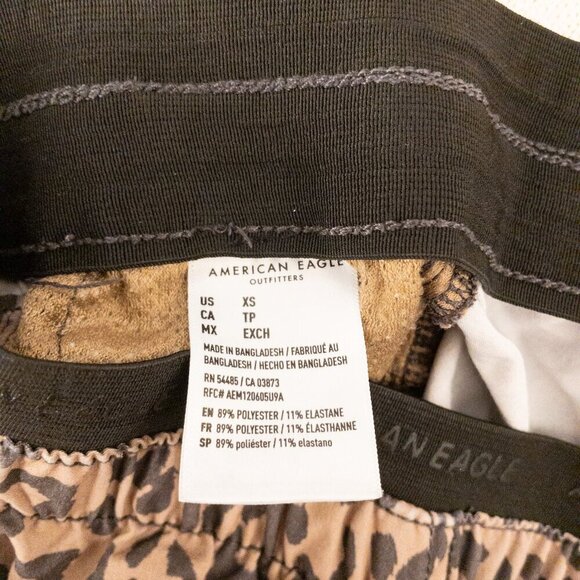 AMERICAN EAGLE
OUTFITTERS
US XS
CA TP
MX EXCH
MADE IN BANGLADESH / FABRIQUÉ AU
BANGLADESH / HECHO EN BANGLADESH
RN 54485 / CA 03873
RFC# AEM120605U9A
EN 89% POLYESTER / 11% ELASTANE
FR 89% POLYESTER / 11% ÉLASTHANNE
SP 89% poliéster / 11% elastano
AN EAGLE